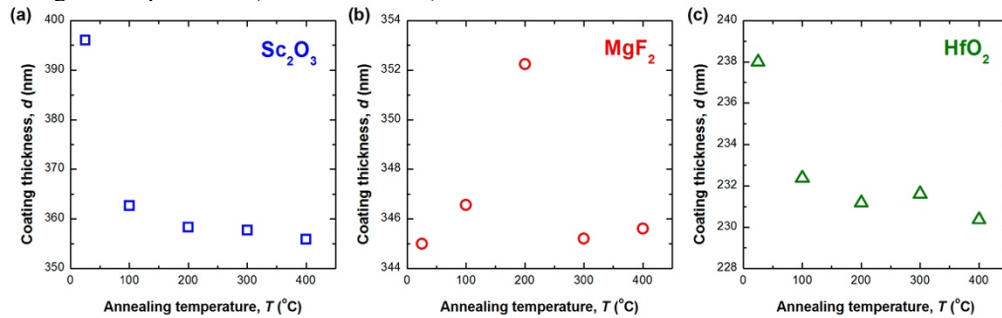 (a)
Sc₂O₃
Coating thickness, d (nm)
400
390
380
370
360
350
0 100 200 300 400
Annealing temperature, T (°C)
(b)
MgF₂
Coating thickness, d (nm)
354
352
350
348
346
344
0 100 200 300 400
Annealing temperature, T (°C)
(c)
HfO₂
Coating thickness, d (nm)
240
238
236
234
232
230
228
0 100 200 300 400
Annealing temperature, T (°C)